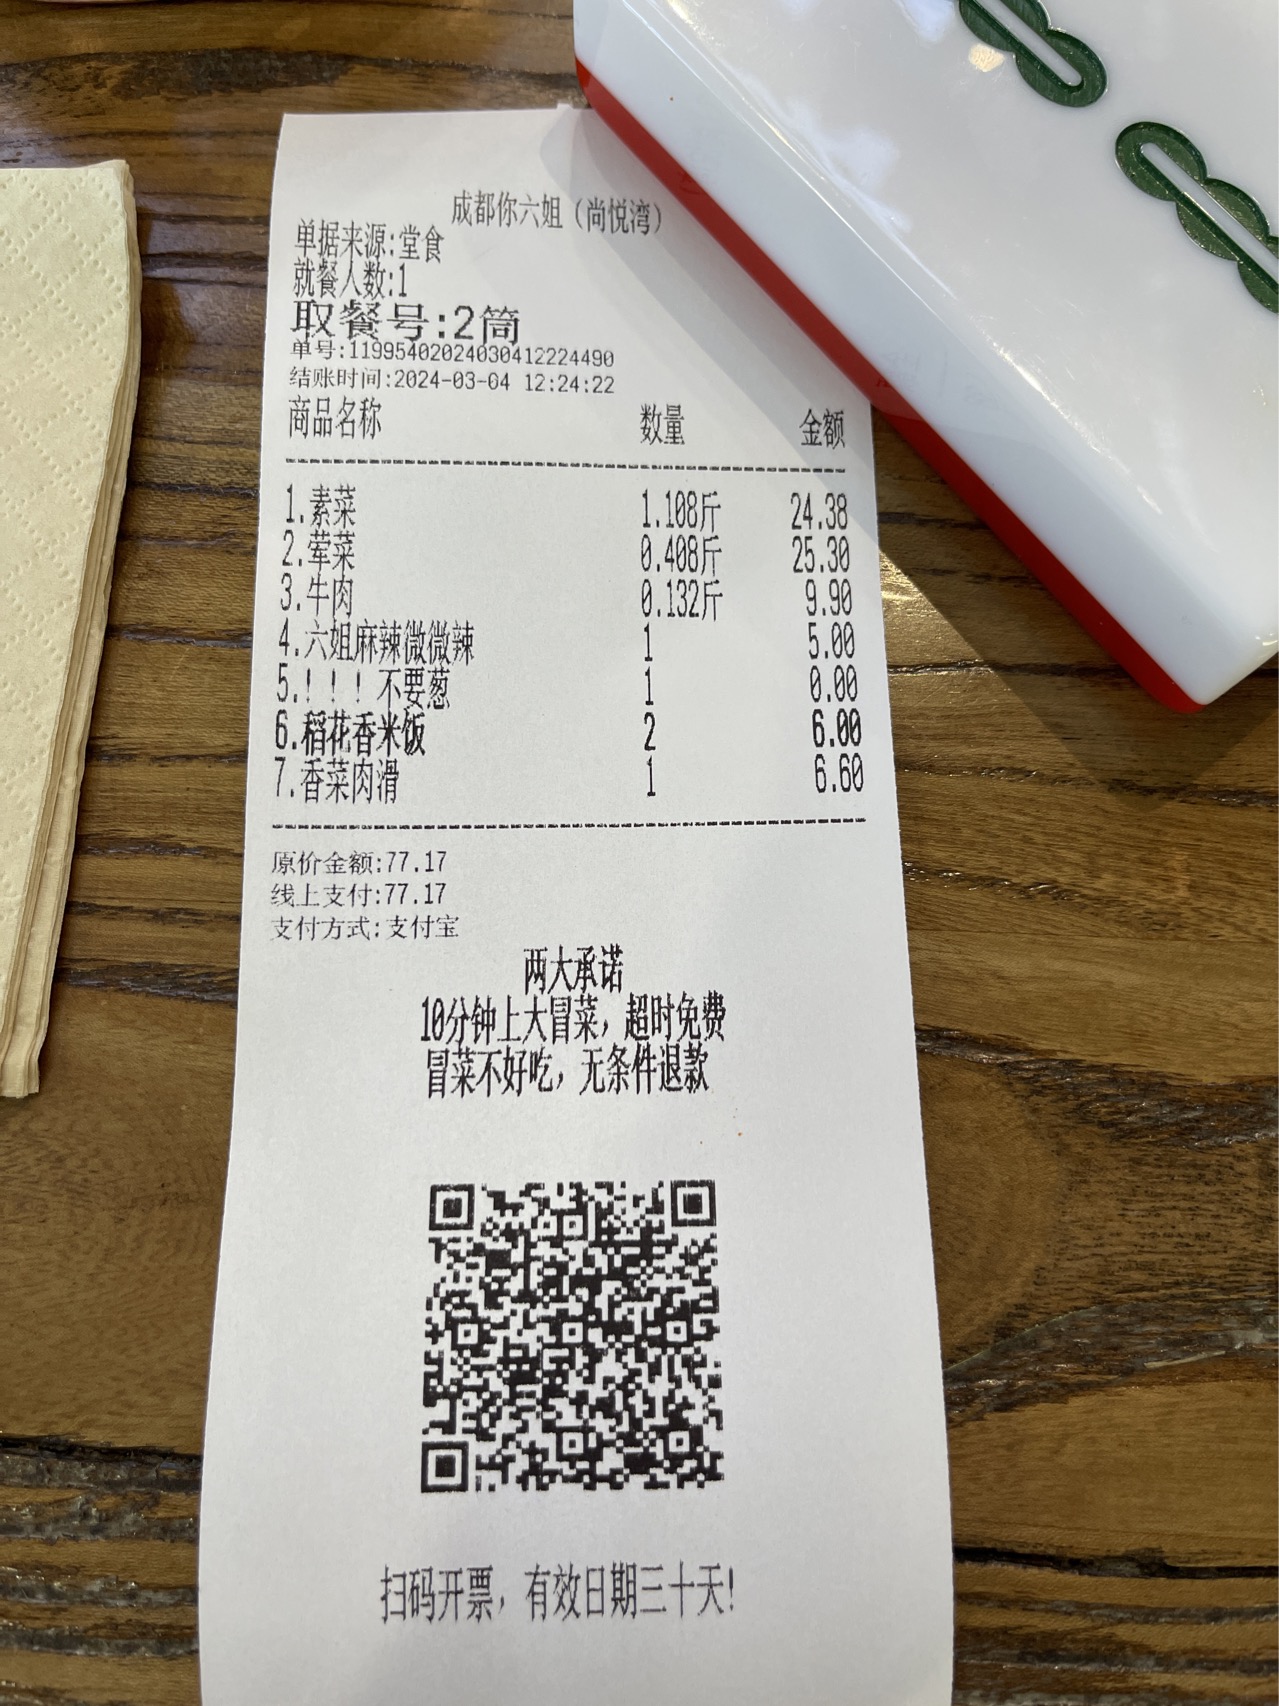 成都你六姐（尚悦湾）
单据来源:堂食
就餐人数:1
取餐号:2筒
单号:11995402024030412224490
结账时间:2024-03-04 12:24:22
商品名称 数量 金额
1.素菜 1.108斤 24.38
2.荤菜 0.408斤 25.30
3.牛肉 0.132斤 9.90
4.六姐麻辣微微辣 1 5.00
5.！！！不要葱 1 0.00
6.稻花香米饭 2 6.00
7.香菜肉滑 1 6.60
原价金额:77.17
线上支付:77.17
支付方式:支付宝
两大承诺
10分钟上大冒菜，超时免费
冒菜不好吃，无条件退款
扫码开票，有效日期三十天!